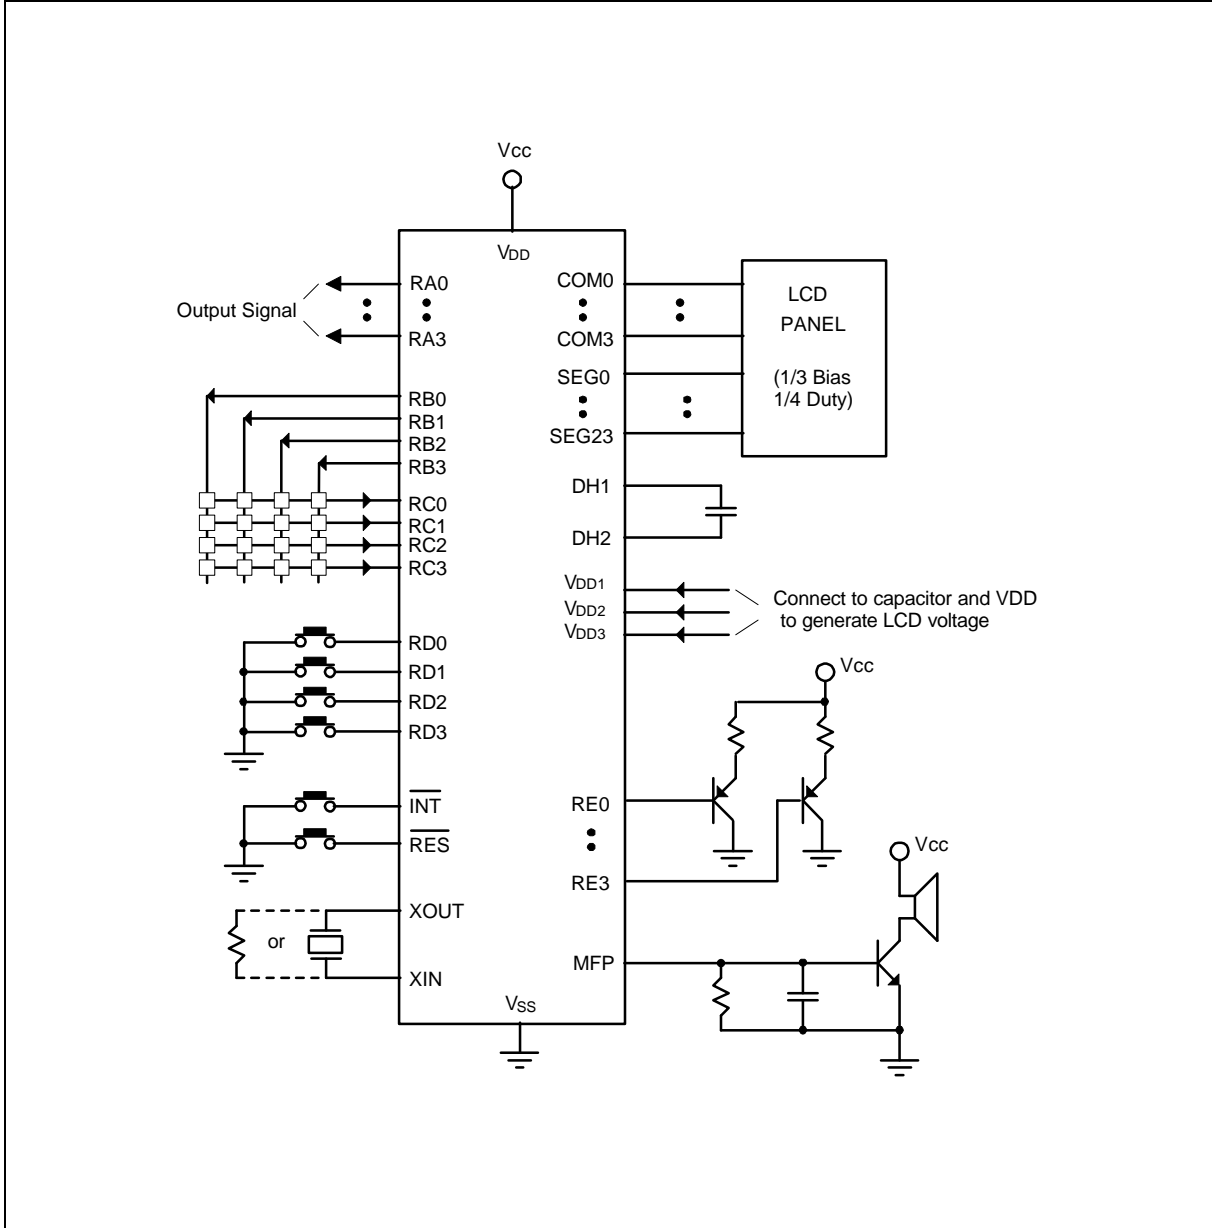 Vcc
VDD
RA0
RA3
Output Signal
RB0
RB1
RB2
RB3
RC0
RC1
RC2
RC3
RD0
RD1
RD2
RD3
INT
RES
XOUT
or
XIN
VSS
COM0
COM3
SEG0
SEG23
LCD
PANEL
(1/3 Bias
1/4 Duty)
DH1
DH2
VDD1
VDD2
VDD3
Connect to capacitor and VDD
to generate LCD voltage
Vcc
RE0
RE3
Vcc
MFP